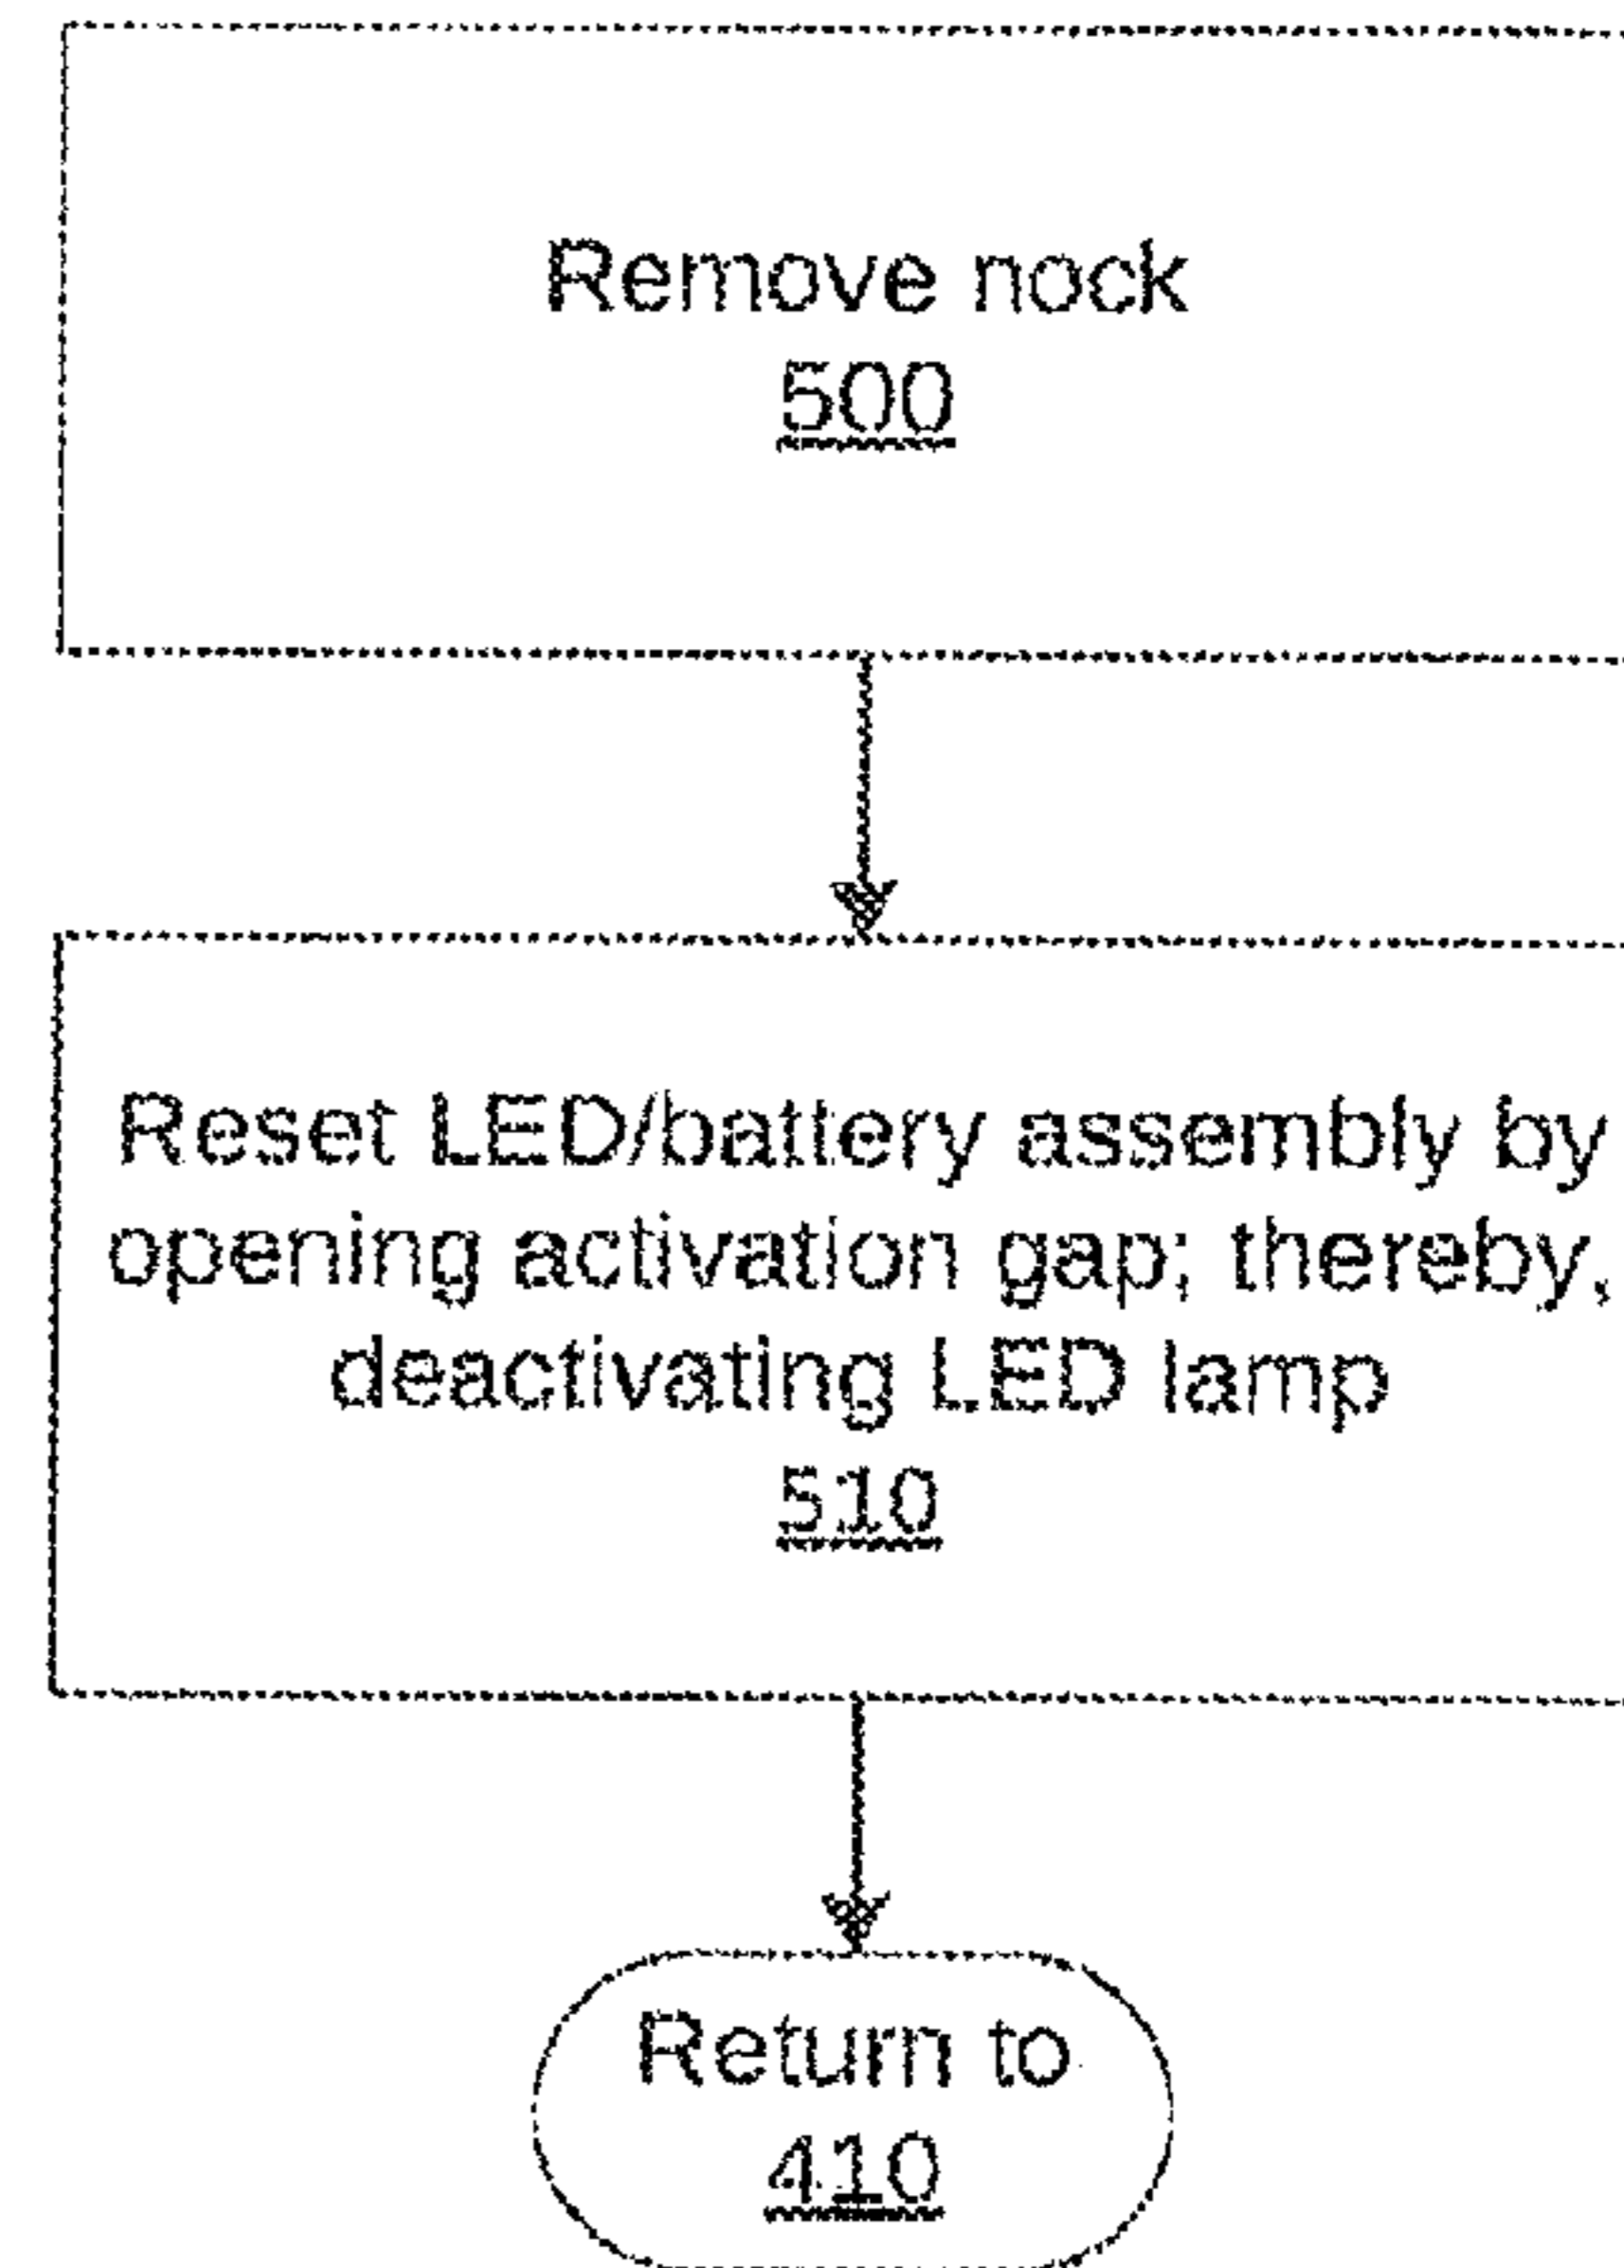 Remove nock
500
Reset LED/battery assembly by
opening activation gap; thereby,
deactivating LED lamp
510
Return to
410